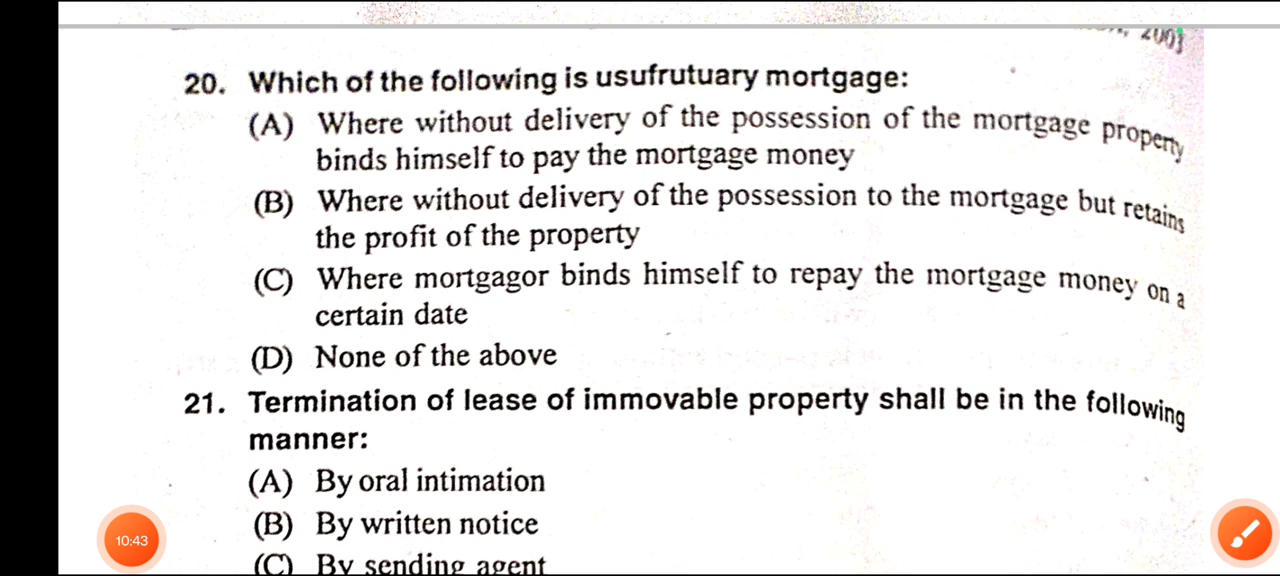 2001
20. Which of the following is usufrutuary mortgage:
(A) Where without delivery of the possession of the mortgage property
binds himself to pay the mortgage money
(B) Where without delivery of the possession to the mortgage but retains
the profit of the property
(C) Where mortgagor binds himself to repay the mortgage money on a
certain date
(D) None of the above
21. Termination of lease of immovable property shall be in the following
manner:
(A) By oral intimation
(B) By written notice
(C) By sending agent
10:43